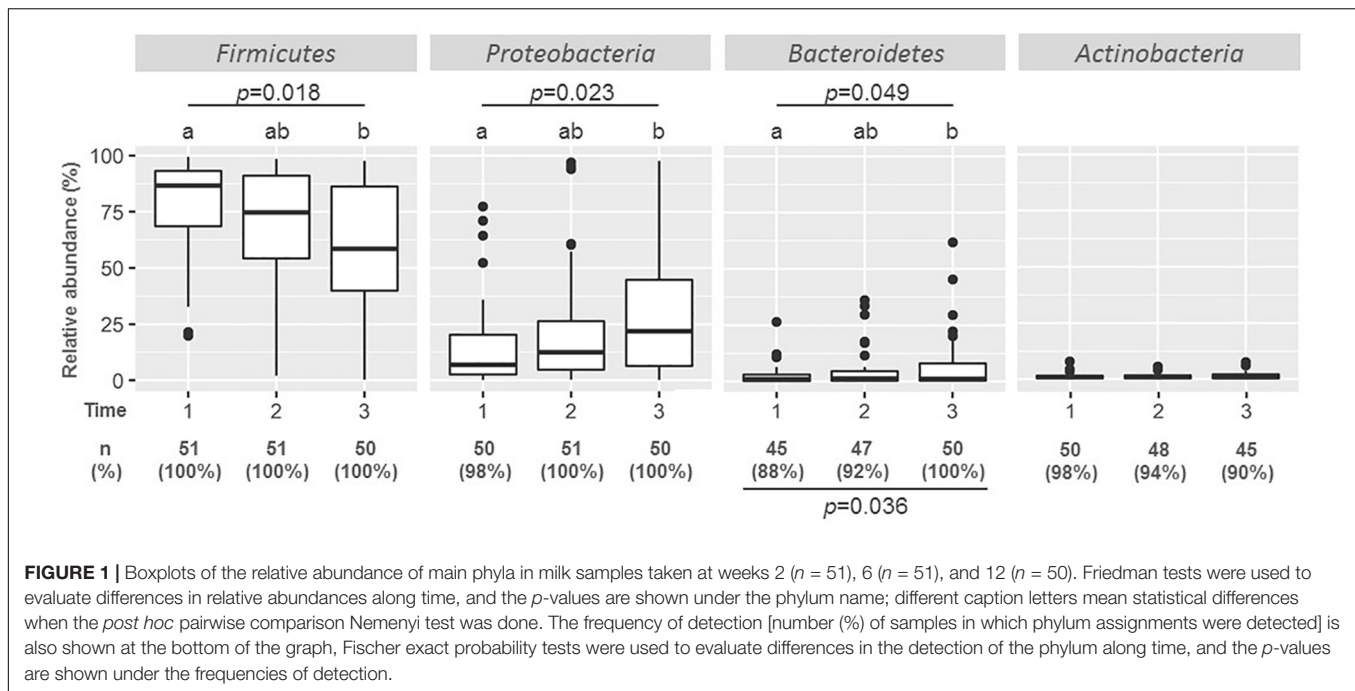 Firmicutes Proteobacteria Bacteroidetes Actinobacteria
p=0.018 p=0.023 p=0.049
a ab b a ab b a ab b
Relative abundance (%)
100
75
50
25
0
Time 1 2 3 1 2 3 1 2 3 1 2 3
n 51 51 50 50 51 50 45 47 50 50 48 45
(%) (100%) (100%) (100%) (98%) (100%) (100%) (88%) (92%) (100%) (98%) (94%) (90%)
p=0.036
FIGURE 1 | Boxplots of the relative abundance of main phyla in milk samples taken at weeks 2 (n = 51), 6 (n = 51), and 12 (n = 50). Friedman tests were used to
evaluate differences in relative abundances along time, and the p-values are shown under the phylum name; different caption letters mean statistical differences
when the post hoc pairwise comparison Nemenyi test was done. The frequency of detection [number (%) of samples in which phylum assignments were detected] is
also shown at the bottom of the graph, Fischer exact probability tests were used to evaluate differences in the detection of the phylum along time, and the p-values
are shown under the frequencies of detection.